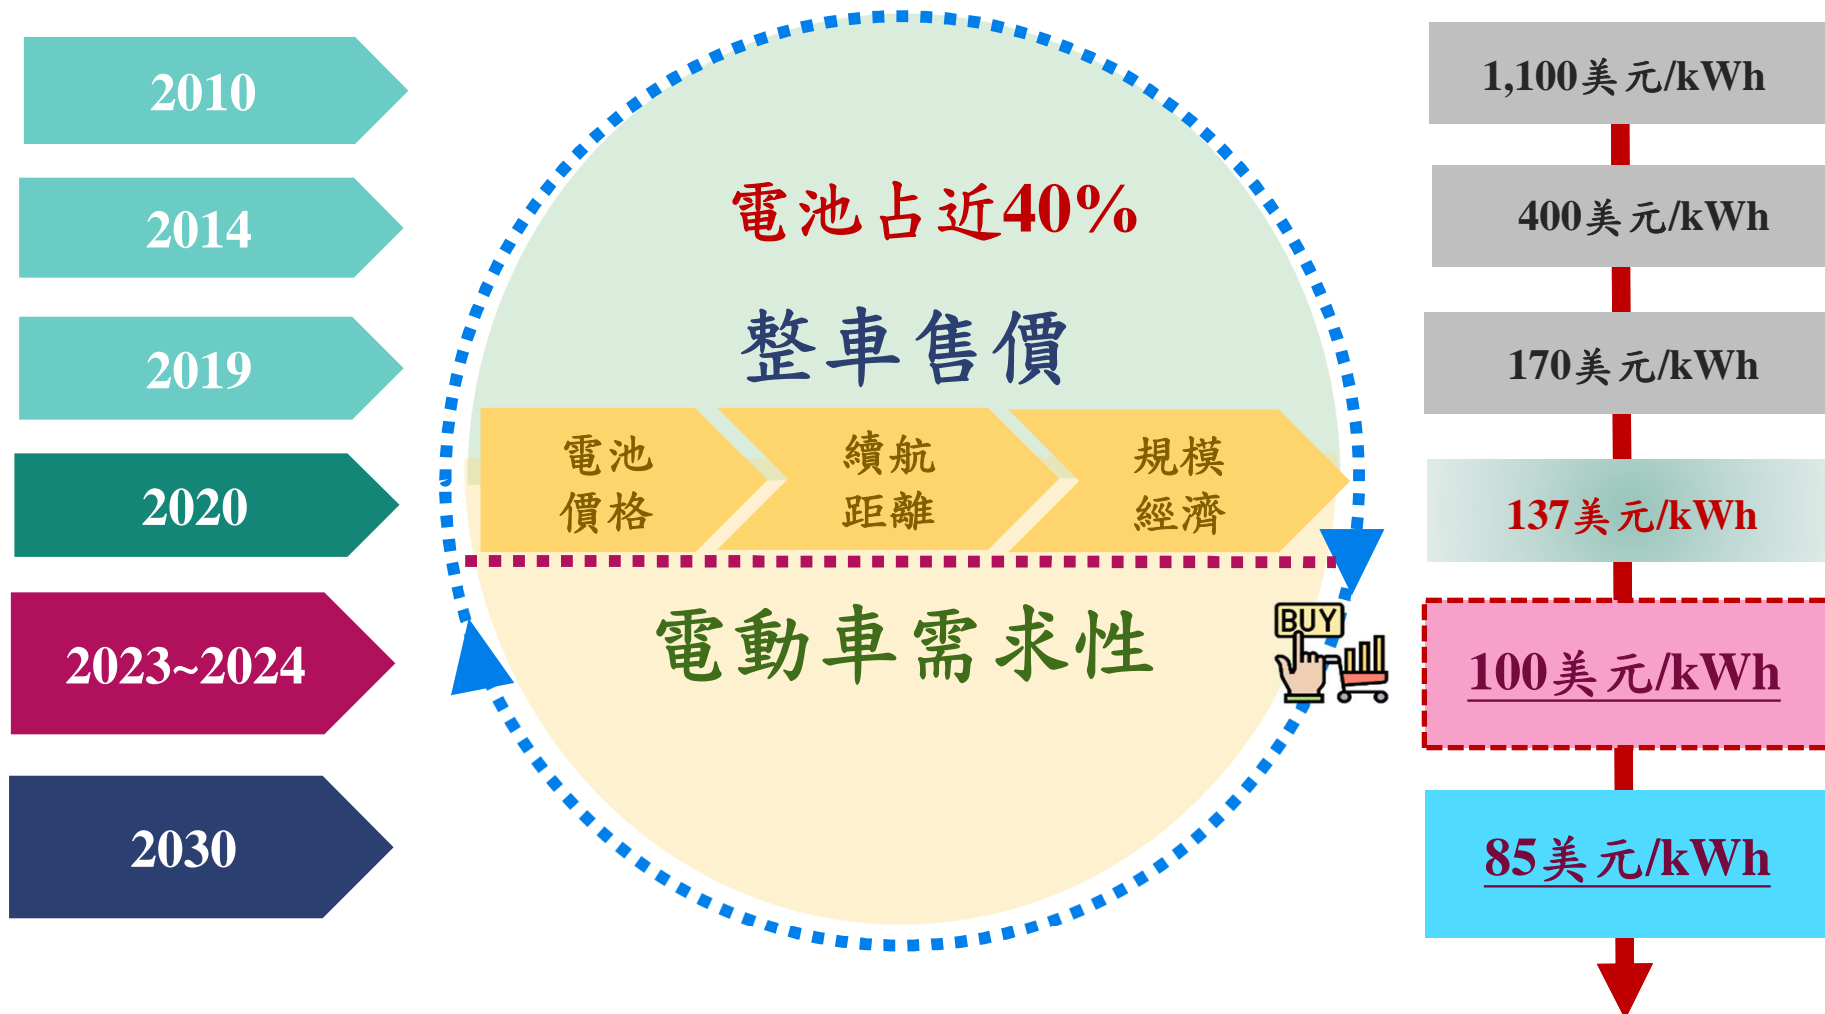 2010
2014
2019
2020
2023~2024
2030
電池占近40%
整車售價
電池
價格
續航
距離
規模
經濟
電動車需求性
BUY
1,100美元/kWh
400美元/kWh
170美元/kWh
137美元/kWh
100美元/kWh
85美元/kWh